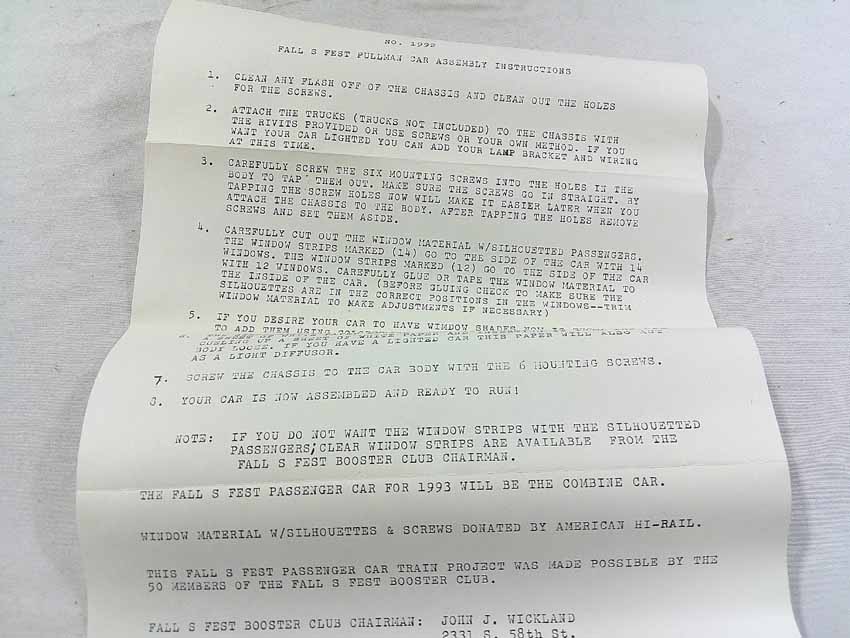 NO. 1992
FALL S FEST PULLMAN CAR ASSEMBLY INSTRUCTIONS
1. CLEAN ANY FLASH OFF OF THE CHASSIS AND CLEAN OUT THE HOLES
FOR THE SCREWS.
2. ATTACH THE TRUCKS (TRUCKS NOT INCLUDED) TO THE CHASSIS WITH
THE RIVITS PROVIDED OR USE SCREWS OR YOUR OWN METHOD. IF YOU
WANT YOUR CAR LIGHTED YOU CAN ADD YOUR LAMP BRACKET AND WIRING
AT THIS TIME.
3. CAREFULLY SCREW THE SIX MOUNTING SCREWS INTO THE HOLES IN THE
BODY TO TAP THEM OUT. MAKE SURE THE SCREWS GO IN STRAIGHT. BY
TAPPING THE SCREW HOLES NOW WILL MAKE IT EASIER LATER WHEN YOU
ATTACH THE CHASSIS TO THE BODY. AFTER TAPPING THE HOLES REMOVE
SCREWS AND SET THEM ASIDE.
4. CAREFULLY CUT OUT THE WINDOW MATERIAL W/SILHOUETTED PASSENGERS.
THE WINDOW STRIPS MARKED (14) GO TO THE SIDE OF THE CAR WITH 14
WINDOWS. THE WINDOW STRIPS MARKED (12) GO TO THE SIDE OF THE CAR
WITH 12 WINDOWS. CAREFULLY GLUE OR TAPE THE WINDOW MATERIAL TO
THE INSIDE OF THE CAR. (BEFORE GLUING CHECK TO MAKE SURE THE
SILHOUETTES ARE IN THE CORRECT POSITIONS IN THE WINDOWS--TRIM
WINDOW MATERIAL TO MAKE ADJUSTMENTS IF NECESSARY)
5. IF YOU DESIRE YOUR CAR TO HAVE WINDOW SHADES NOW IS
TO ADD THEM USING
BODY LOOSE. IF YOU HAVE A LIGHTED CAR THIS PAPER WILL ALSO ACT
AS A LIGHT DIFFUSOR.
7. SCREW THE CHASSIS TO THE CAR BODY WITH THE 6 MOUNTING SCREWS.
8. YOUR CAR IS NOW ASSEMBLED AND READY TO RUN!
NOTE: IF YOU DO NOT WANT THE WINDOW STRIPS WITH THE SILHOUETTED
PASSENGERS; CLEAR WINDOW STRIPS ARE AVAILABLE FROM THE
FALL S FEST BOOSTER CLUB CHAIRMAN.
THE FALL S FEST PASSENGER CAR FOR 1993 WILL BE THE COMBINE CAR.
WINDOW MATERIAL W/SILHOUETTES & SCREWS DONATED BY AMERICAN HI-RAIL.
THIS FALL S FEST PASSENGER CAR TRAIN PROJECT WAS MADE POSSIBLE BY THE
50 MEMBERS OF THE FALL S FEST BOOSTER CLUB.
FALL S FEST BOOSTER CLUB CHAIRMAN: JOHN J. WICKLAND
2331 S. 58th St.